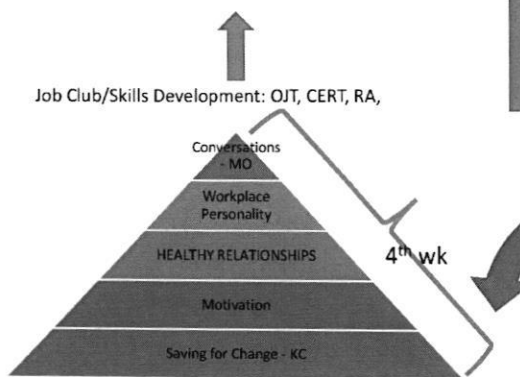 Job Club/Skills Development: OJT, CERT, RA,
Conversations
- MO
Workplace
Personality
HEALTHY RELATIONSHIPS
4th wk
Motivation
Saving for Change - KC